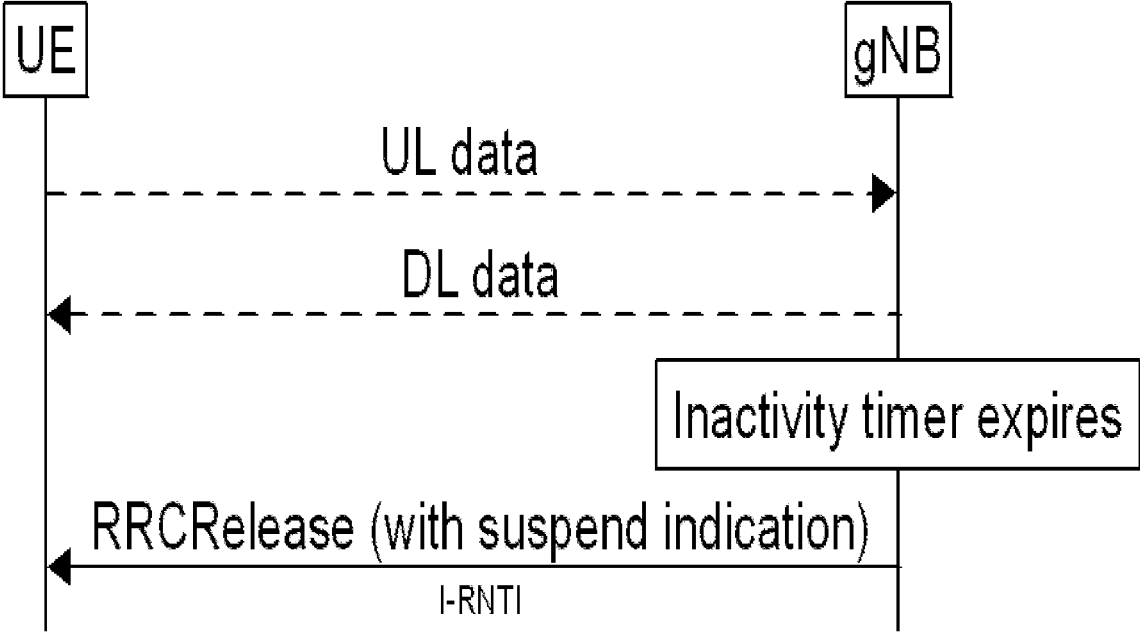 UE
gNB
UL data
DL data
Inactivity timer expires
RRCRelease (with suspend indication)
I-RNTI